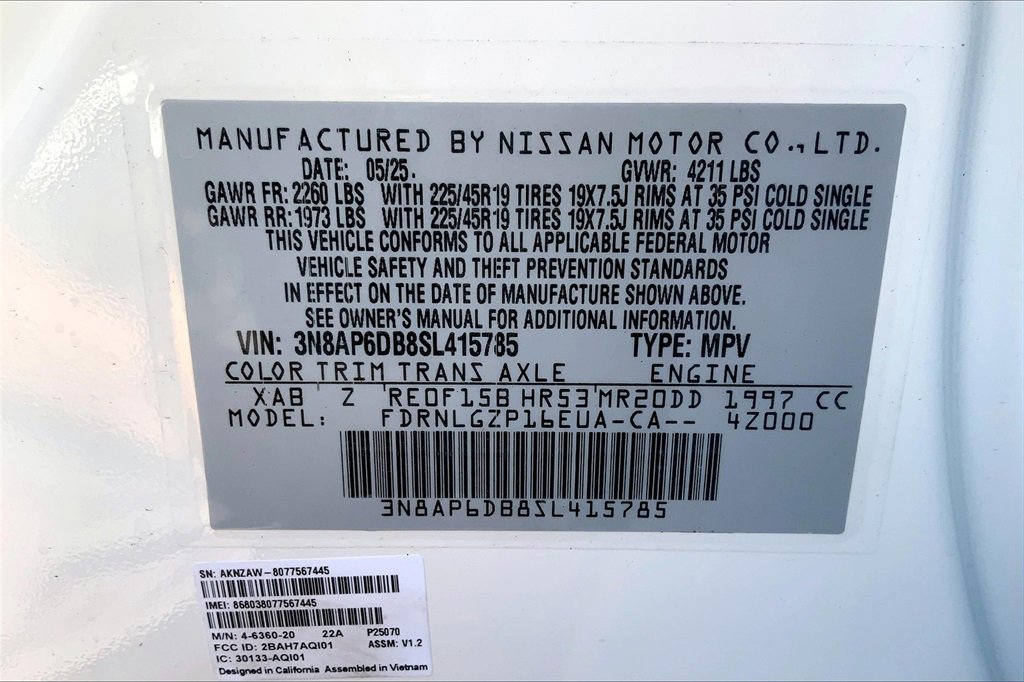 MANUFACTURED BY NISSAN MOTOR CO.,LTD.
DATE: 05/25. GVWR: 4211 LBS
GAWR FR: 2260 LBS WITH 225/45R19 TIRES 19X7.5J RIMS AT 35 PSI COLD SINGLE
GAWR RR: 1973 LBS WITH 225/45R19 TIRES 19X7.5J RIMS AT 35 PSI COLD SINGLE
THIS VEHICLE CONFORMS TO ALL APPLICABLE FEDERAL MOTOR
VEHICLE SAFETY AND THEFT PREVENTION STANDARDS
IN EFFECT ON THE DATE OF MANUFACTURE SHOWN ABOVE.
SEE OWNER'S MANUAL FOR ADDITIONAL INFORMATION.
VIN: 3N8AP6DB8SL415785 TYPE: MPV
COLOR TRIM TRANS AXLE ENGINE
XAB Z RE0F15B HR53 MR20DD 1997 CC
MODEL: FDRNLGZP16EUA-CA-- 4Z000
3N8AP6DB8SL415785
SN: AKNZAW-8077567445
IMEI: 868038077567445
M/N: 4-6360-20 22A P25070
FCC ID: 2BAH7AQI01 ASSM: V1.2
IC: 30133-AQI01
Designed in California Assembled in Vietnam